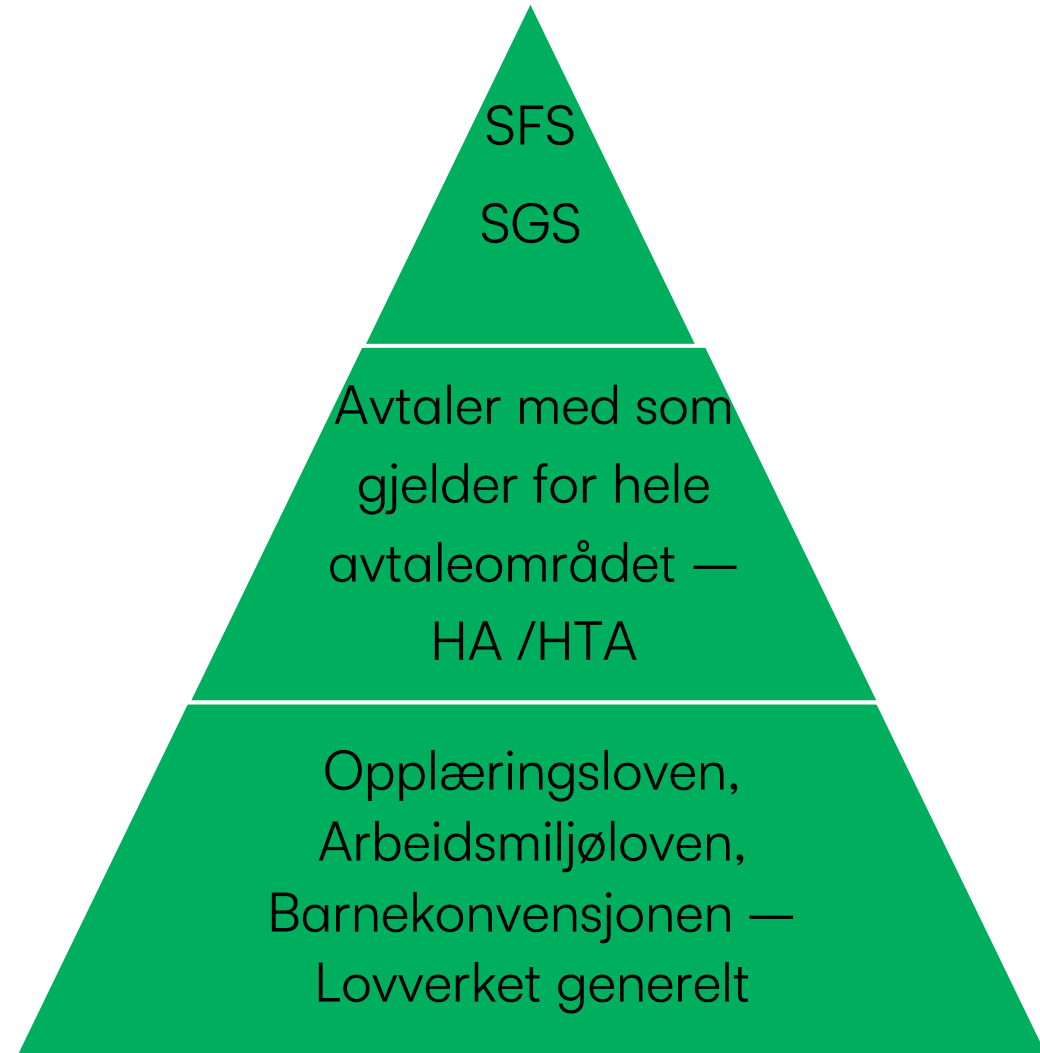 SFS
SGS
Avtaler med som
gjelder for hele
avtaleområdet –
HA /HTA
Opplæringsloven,
Arbeidsmiljøloven,
Barnekonvensjonen –
Lovverket generelt